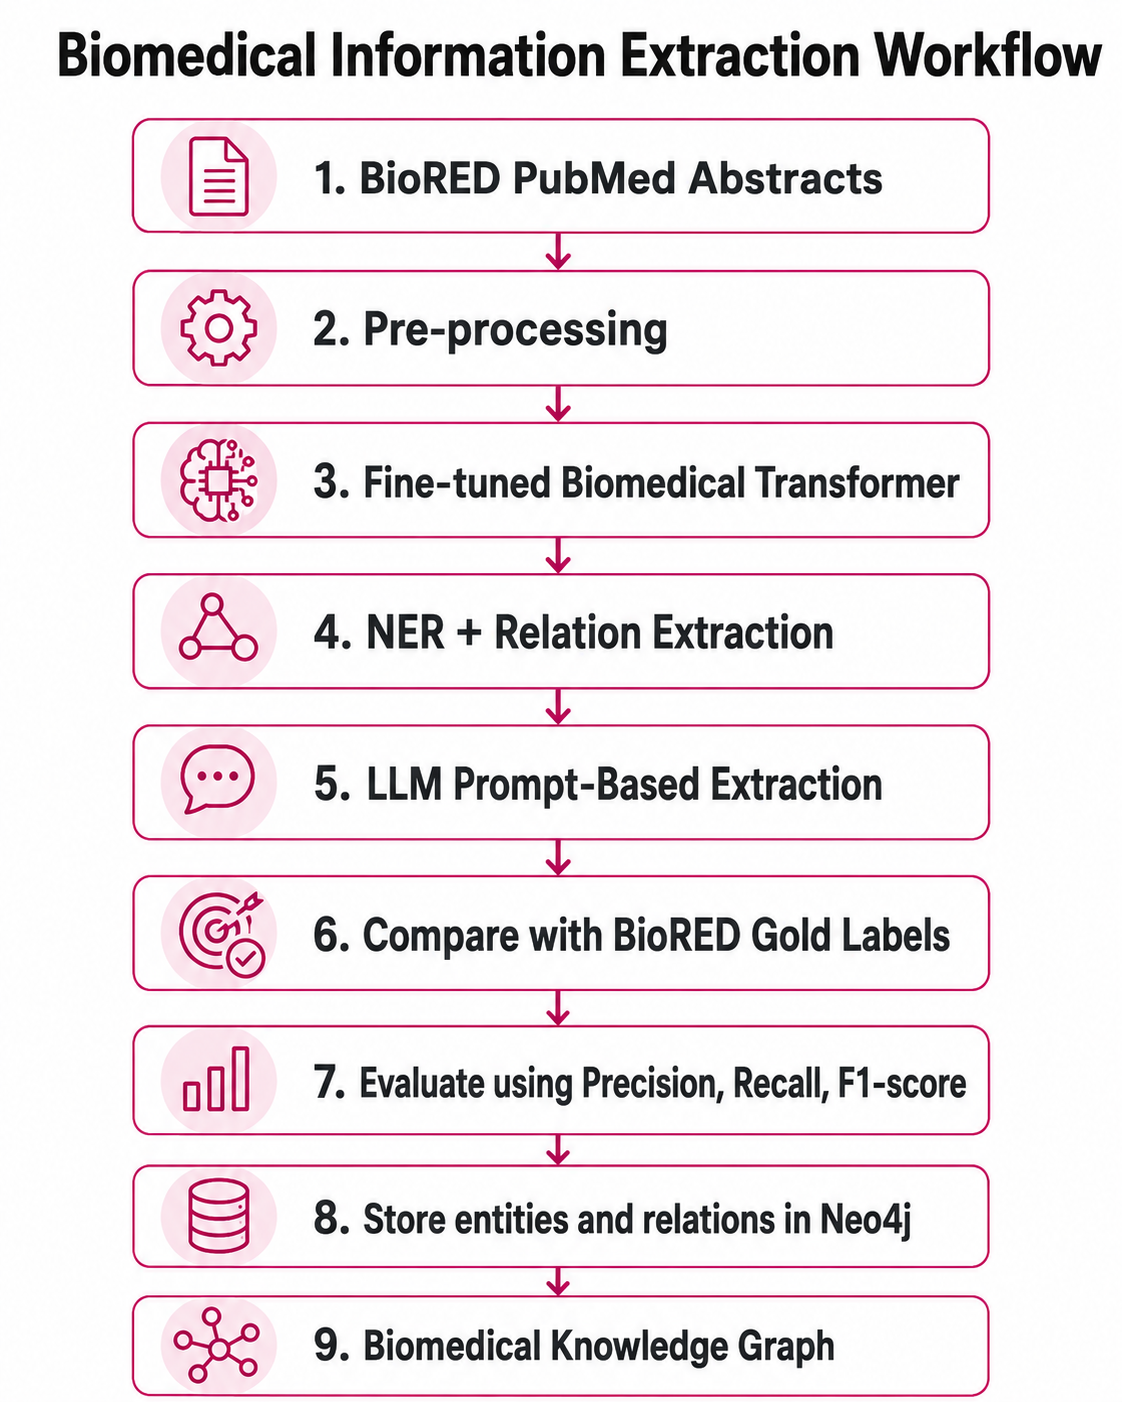 Biomedical Information Extraction Workflow
1. BioRED PubMed Abstracts
2. Pre-processing
3. Fine-tuned Biomedical Transformer
4. NER + Relation Extraction
5. LLM Prompt-Based Extraction
6. Compare with BioRED Gold Labels
7. Evaluate using Precision, Recall, F1-score
8. Store entities and relations in Neo4j
9. Biomedical Knowledge Graph